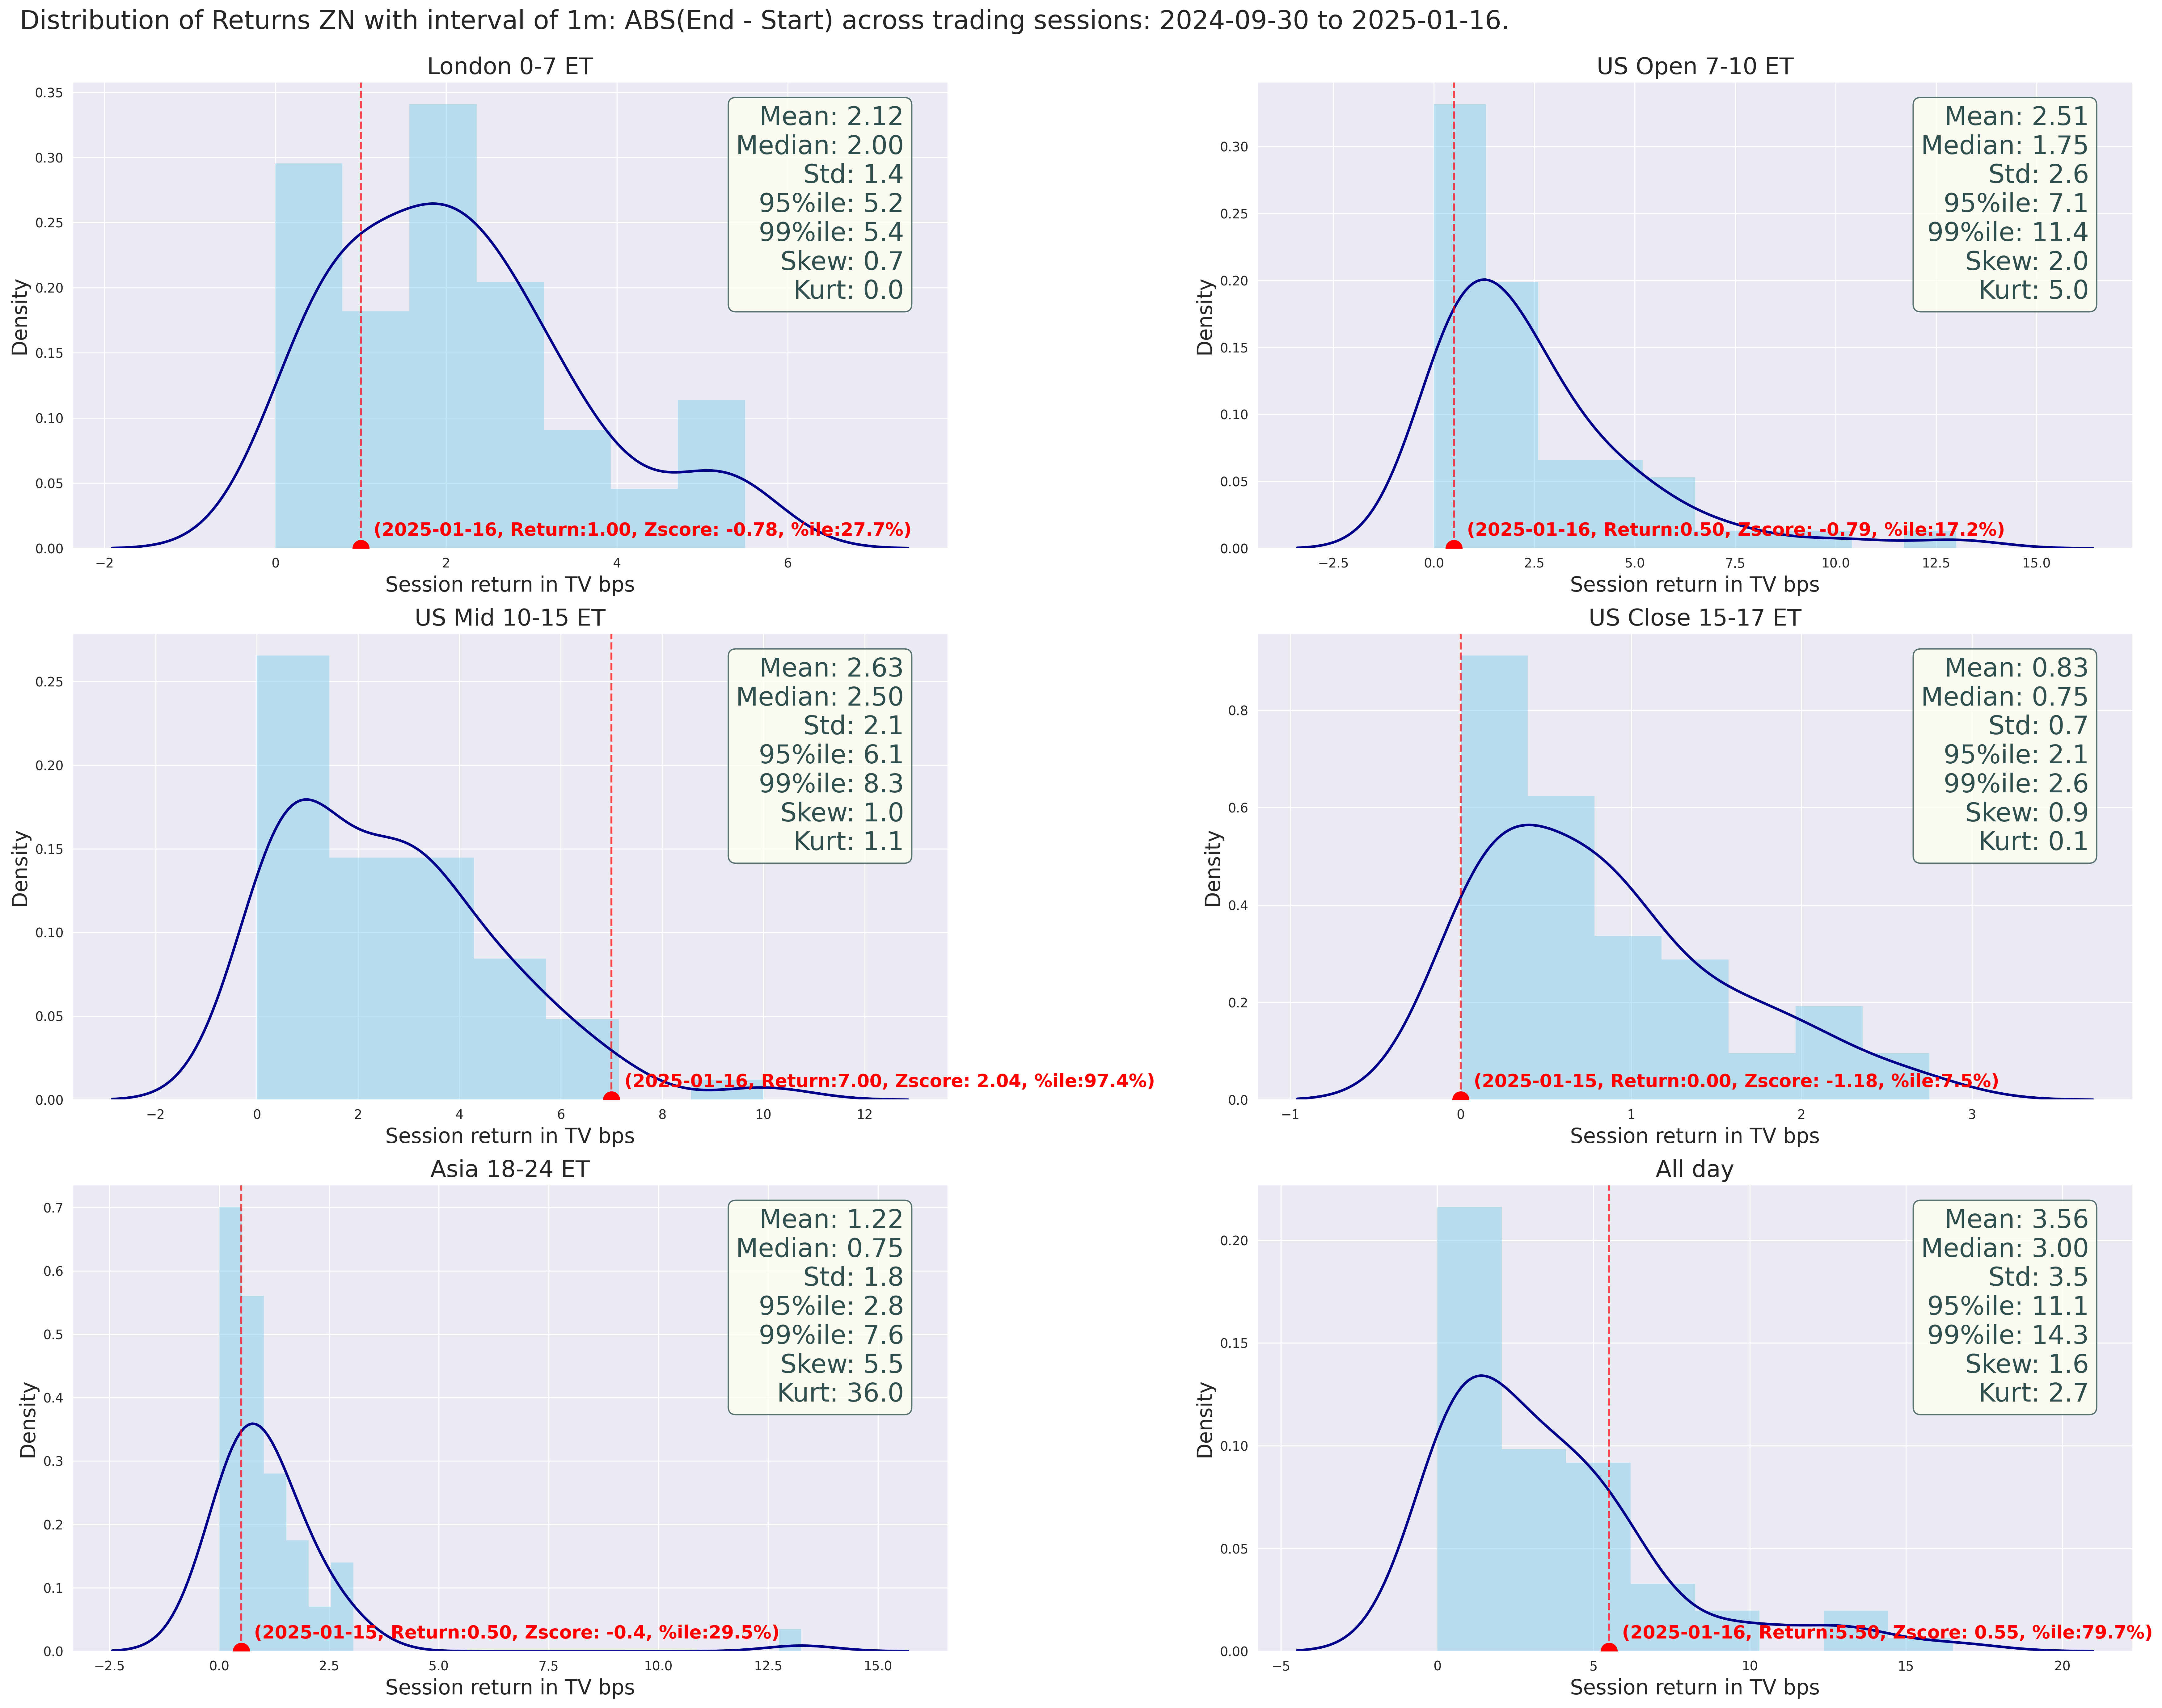 Distribution of Returns ZN with interval of 1m: ABS(End - Start) across trading sessions: 2024-09-30 to 2025-01-16.
London 0-7 ET
Density
0.35
0.30
0.25
0.20
0.15
0.10
0.05
0.00
Mean: 2.12
Median: 2.00
Std: 1.4
95%ile: 5.2
99%ile: 5.4
Skew: 0.7
Kurt: 0.0
(2025-01-16, Return:1.00, Zscore: -0.78, %ile:27.7%)
−2 0 2 4 6
Session return in TV bps
US Open 7-10 ET
Density
0.30
0.25
0.20
0.15
0.10
0.05
0.00
Mean: 2.51
Median: 1.75
Std: 2.6
95%ile: 7.1
99%ile: 11.4
Skew: 2.0
Kurt: 5.0
(2025-01-16, Return:0.50, Zscore: -0.79, %ile:17.2%)
−2.5 0.0 2.5 5.0 7.5 10.0 12.5 15.0
Session return in TV bps
US Mid 10-15 ET
Density
0.25
0.20
0.15
0.10
0.05
0.00
Mean: 2.63
Median: 2.50
Std: 2.1
95%ile: 6.1
99%ile: 8.3
Skew: 1.0
Kurt: 1.1
(2025-01-16, Return:7.00, Zscore: 2.04, %ile:97.4%)
−2 0 2 4 6 8 10 12
Session return in TV bps
US Close 15-17 ET
Density
0.8
0.6
0.4
0.2
0.0
Mean: 0.83
Median: 0.75
Std: 0.7
95%ile: 2.1
99%ile: 2.6
Skew: 0.9
Kurt: 0.1
(2025-01-15, Return:0.00, Zscore: -1.18, %ile:7.5%)
−1 0 1 2 3
Session return in TV bps
Asia 18-24 ET
Density
0.7
0.6
0.5
0.4
0.3
0.2
0.1
0.0
Mean: 1.22
Median: 0.75
Std: 1.8
95%ile: 2.8
99%ile: 7.6
Skew: 5.5
Kurt: 36.0
(2025-01-15, Return:0.50, Zscore: -0.4, %ile:29.5%)
−2.5 0.0 2.5 5.0 7.5 10.0 12.5 15.0
Session return in TV bps
All day
Density
0.20
0.15
0.10
0.05
0.00
Mean: 3.56
Median: 3.00
Std: 3.5
95%ile: 11.1
99%ile: 14.3
Skew: 1.6
Kurt: 2.7
(2025-01-16, Return:5.50, Zscore: 0.55, %ile:79.7%)
−5 0 5 10 15 20
Session return in TV bps